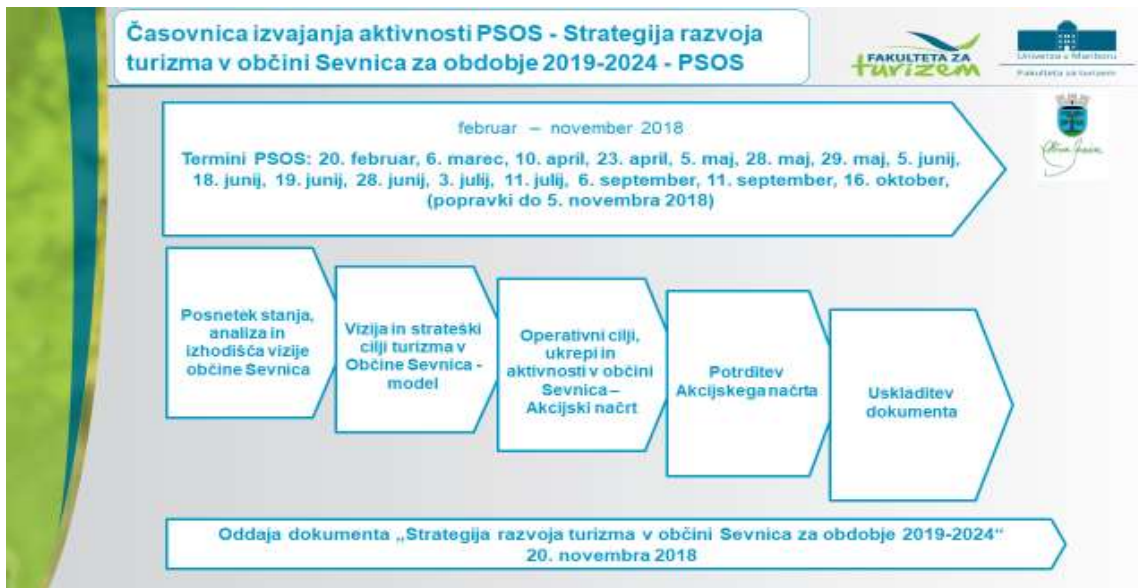 Časovnica izvajanja aktivnosti PSOS - Strategija razvoja
turizma v občini Sevnica za obdobje 2019-2024 - PSOS
FAKULTETA ZA
turizem
Univerza v Mariboru
Fakulteta za turizem
februar – november 2018
Termini PSOS: 20. februar, 6. marec, 10. april, 23. april, 5. maj, 28. maj, 29. maj, 5. junij,
18. junij, 19. junij, 28. junij, 3. julij, 11. julij, 6. september, 11. september, 16. oktober,
(popravki do 5. novembra 2018)
Posnetek stanja,
analiza in
izhodišča vizije
občine Sevnica
Vizija in strateški
cilji turizma v
Občine Sevnica -
model
Operativni cilji,
ukrepi in
aktivnosti v občini
Sevnica –
Akcijski načrt
Potrditev
Akcijskega načrta
Uskladitev
dokumenta
Oddaja dokumenta „Strategija razvoja turizma v občini Sevnica za obdobje 2019-2024“
20. novembra 2018